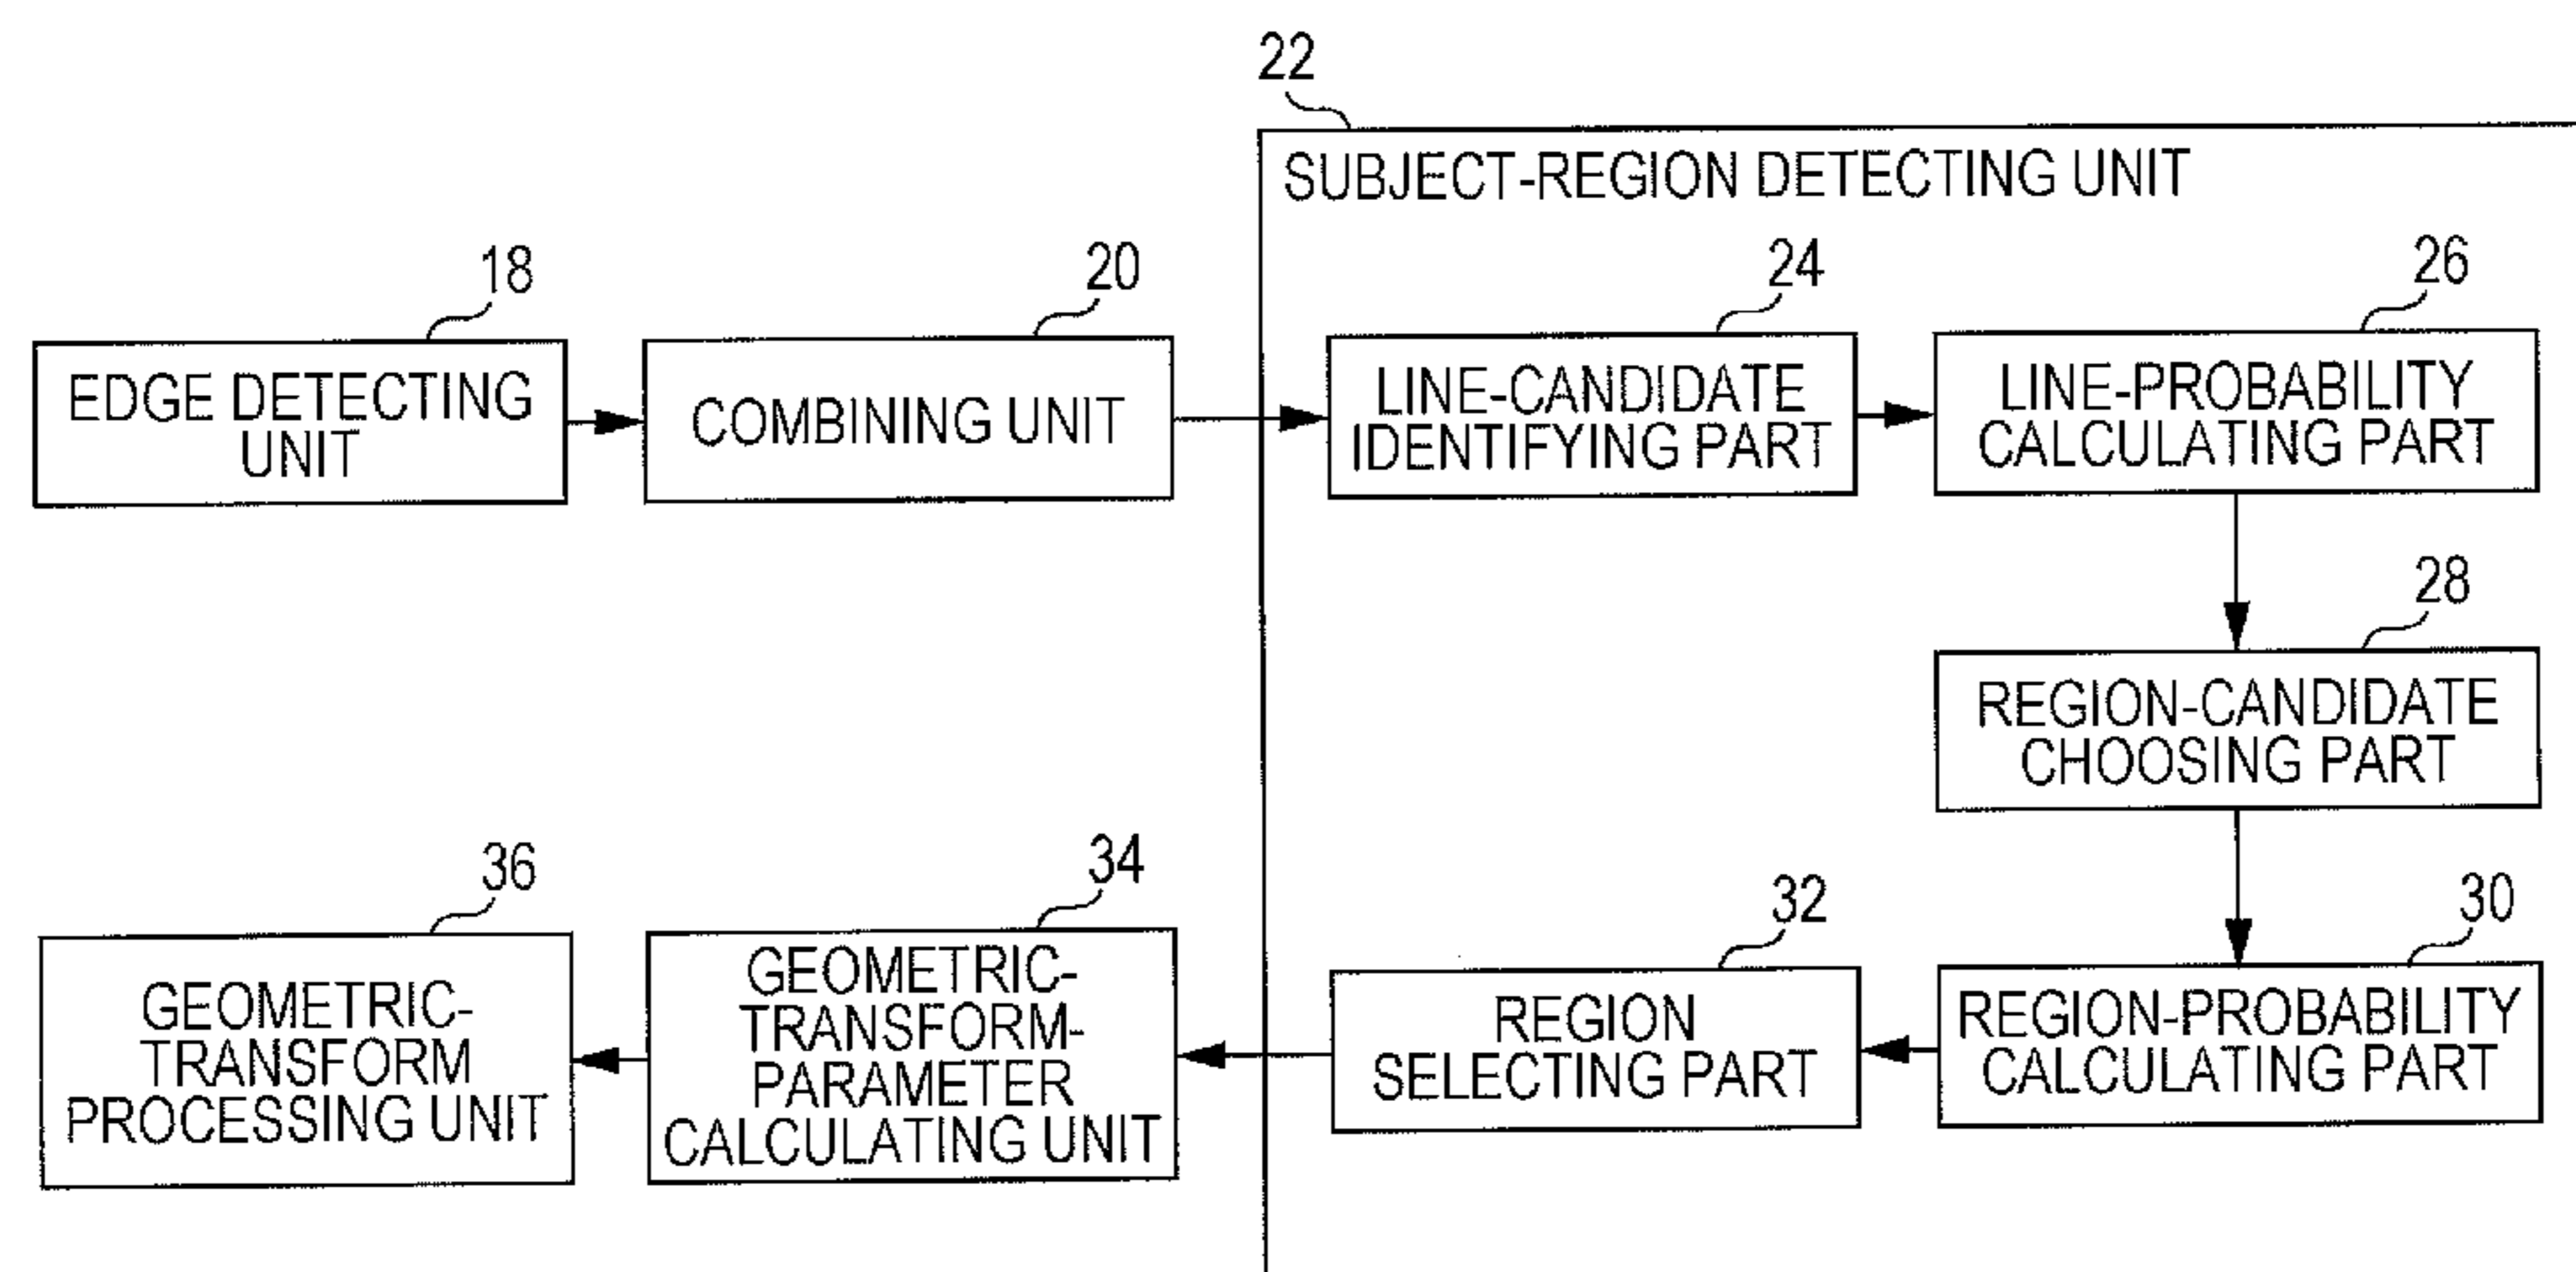 22
SUBJECT-REGION DETECTING UNIT
18
EDGE DETECTING
UNIT
20
COMBINING UNIT
24
LINE-CANDIDATE
IDENTIFYING PART
26
LINE-PROBABILITY
CALCULATING PART
28
REGION-CANDIDATE
CHOOSING PART
30
REGION-PROBABILITY
CALCULATING PART
32
REGION
SELECTING PART
34
GEOMETRIC-
TRANSFORM-
PARAMETER
CALCULATING UNIT
36
GEOMETRIC-
TRANSFORM
PROCESSING UNIT